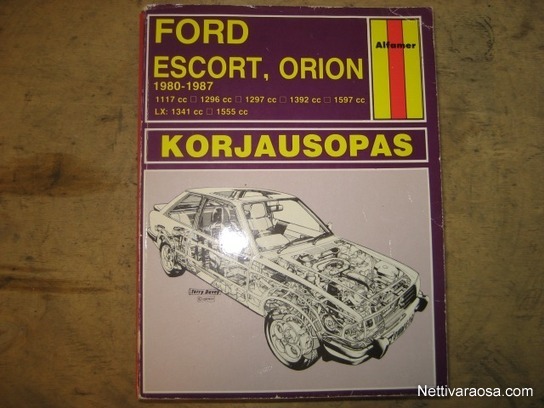 FORD
ESCORT, ORION
1980-1987
1117 cc □ 1296 cc □ 1297 cc □ 1392 cc □ 1597 cc
LX: 1341 cc □ 1555 cc
Alfamer
KORJAUSOPAS
Terry Davey
Nettivaraosa.com